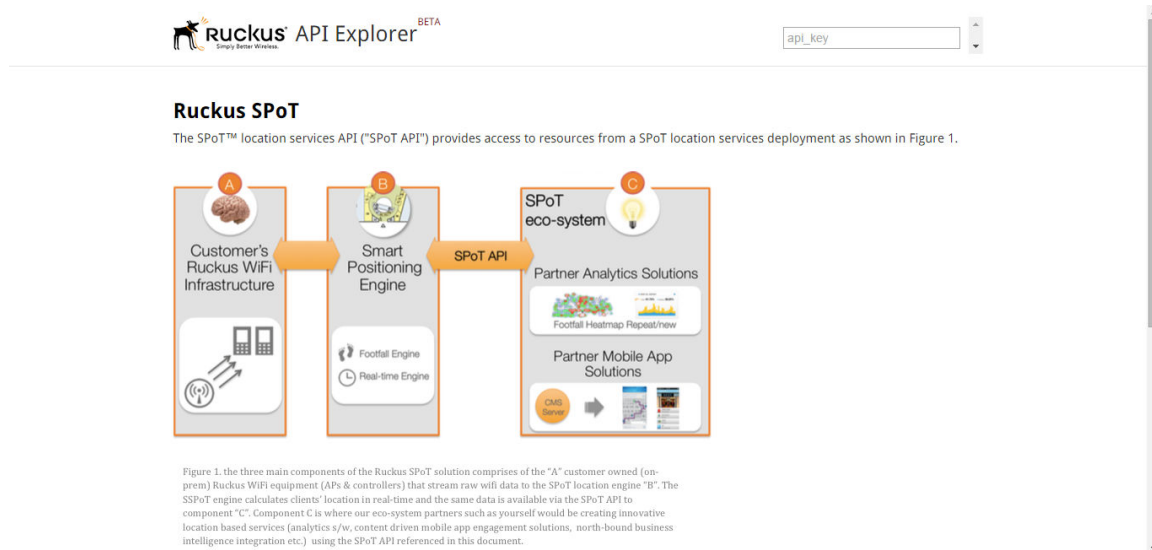 Ruckus API Explorer BETA
Simply Better Wireless.
api_key
Ruckus SPoT
The SPoT™ location services API ("SPoT API") provides access to resources from a SPoT location services deployment as shown in Figure 1.
A
Customer's
Ruckus WiFi
Infrastructure
B
Smart
Positioning
Engine
Footfall Engine
Real-time Engine
SPoT API
C
SPoT
eco-system
Partner Analytics Solutions
Footfall Heatmap Repeat/new
Partner Mobile App
Solutions
CMS
Server
Figure 1. the three main components of the Ruckus SPoT solution comprises of the "A" customer owned (on-
prem) Ruckus WiFi equipment (APs & controllers) that stream raw wifi data to the SPoT location engine "B". The
SSPoT engine calculates clients' location in real-time and the same data is available via the SPoT API to
component "C". Component C is where our eco-system partners such as yourself would be creating innovative
location based services (analytics s/w, content driven mobile app engagement solutions, north-bound business
intelligence integration etc.) using the SPoT API referenced in this document.